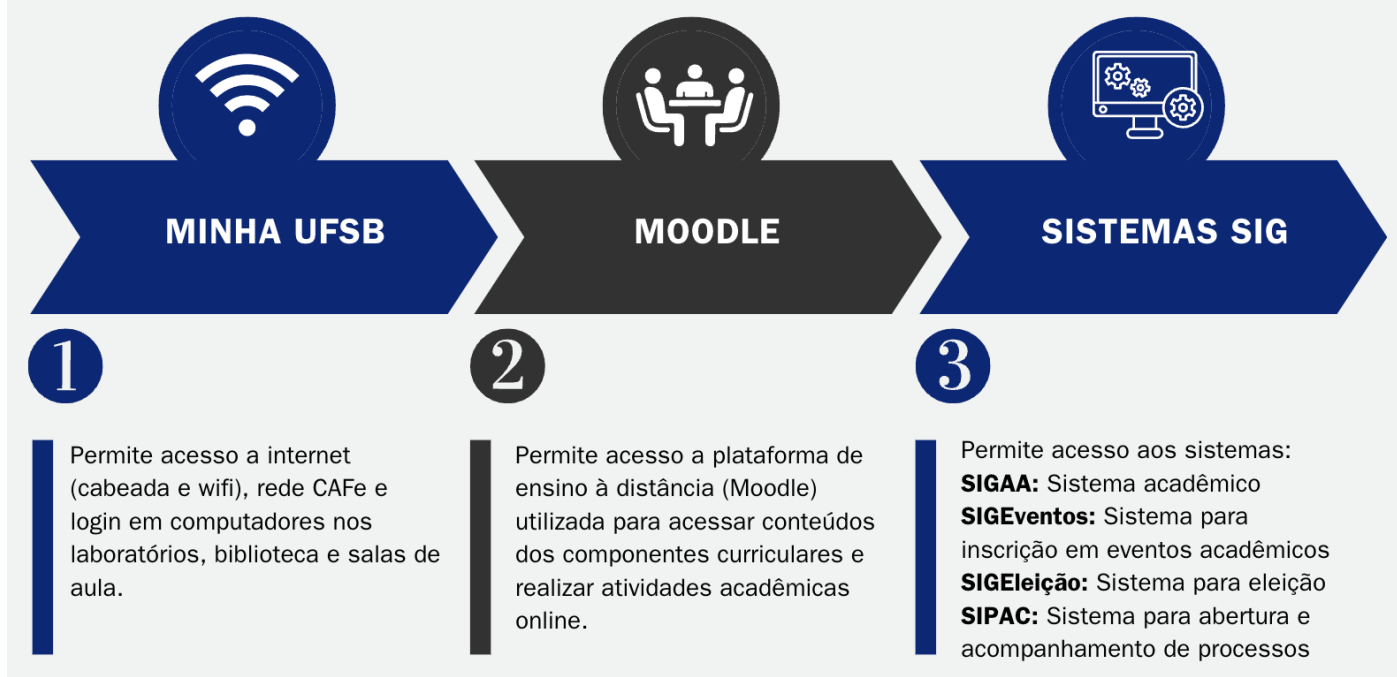 MINHA UFSB
MOODLE
SISTEMAS SIG
1
Permite acesso a internet
(cabeada e wifi), rede CAFe e
login em computadores nos
laboratórios, biblioteca e salas de
aula.
2
Permite acesso a plataforma de
ensino à distância (Moodle)
utilizada para acessar conteúdos
dos componentes curriculares e
realizar atividades acadêmicas
online.
3
Permite acesso aos sistemas:
SIGAA: Sistema acadêmico
SIGEventos: Sistema para
inscrição em eventos acadêmicos
SIGEleição: Sistema para eleição
SIPAC: Sistema para abertura e
acompanhamento de processos